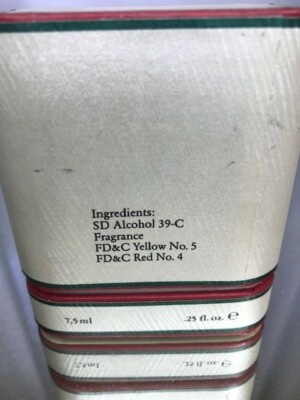 Ingredients:
SD Alcohol 39-C
Fragrance
FD&C Yellow No. 5
FD&C Red No. 4
7,5 ml .25 fl. oz. ℮